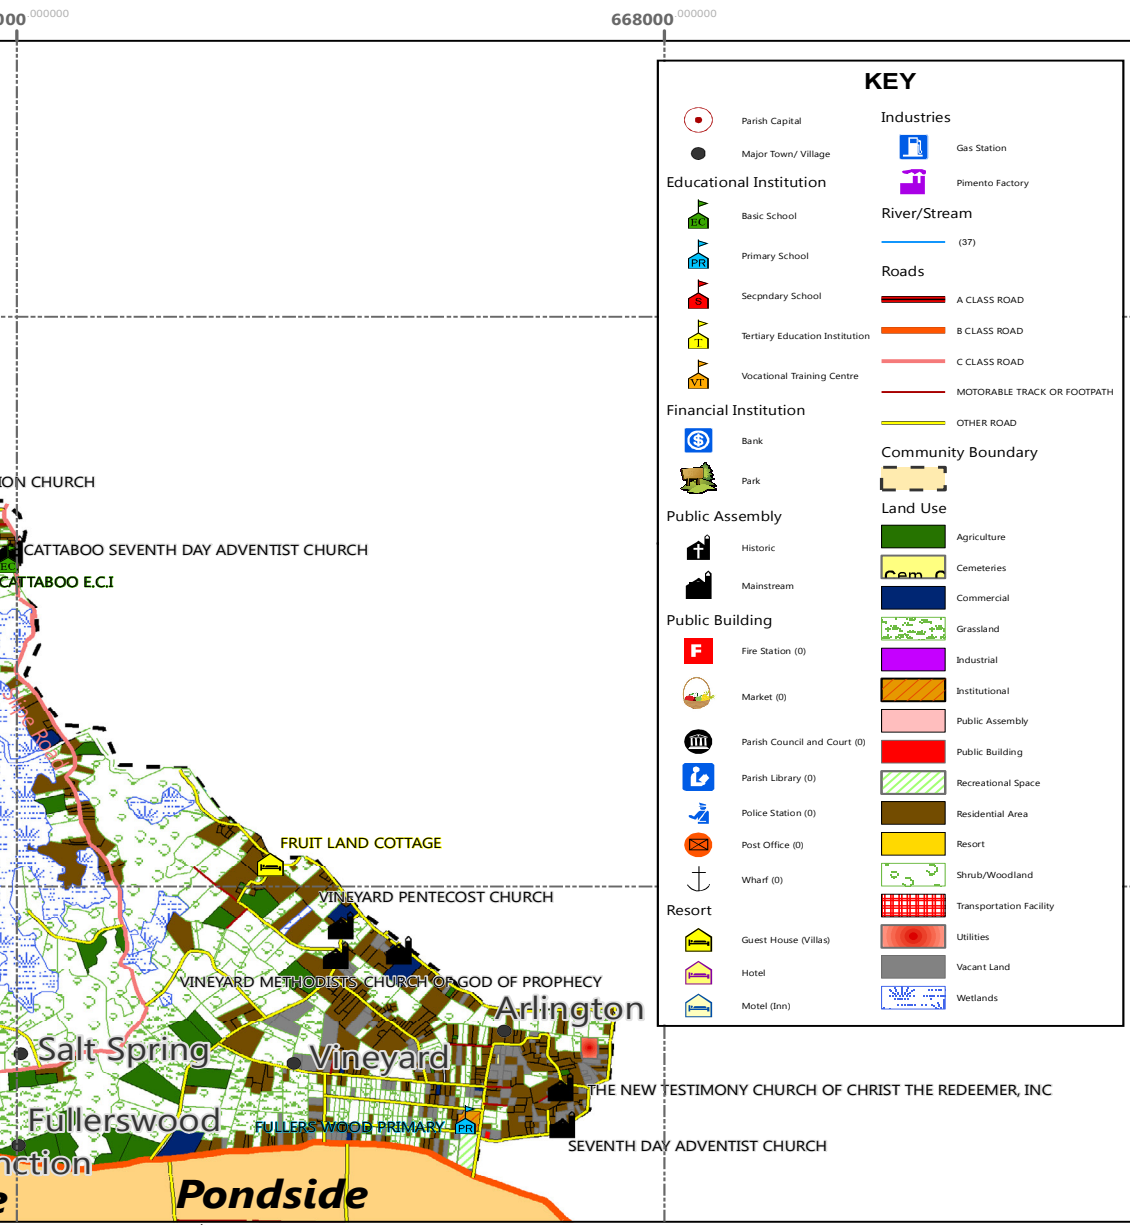 000.000000
668000.000000
KEY
Parish Capital
Major Town/ Village
Educational Institution
EC Basic School
PR Primary School
S Secpndary School
T Tertiary Education Institution
VT Vocational Training Centre
Financial Institution
$ Bank
Park
Public Assembly
Historic
Mainstream
Public Building
F Fire Station (0)
Market (0)
Parish Council and Court (0)
Parish Library (0)
Police Station (0)
Post Office (0)
Wharf (0)
Resort
Guest House (Villas)
Hotel
Motel (Inn)
Industries
Gas Station
Pimento Factory
River/Stream
(37)
Roads
A CLASS ROAD
B CLASS ROAD
C CLASS ROAD
MOTORABLE TRACK OR FOOTPATH
OTHER ROAD
Community Boundary
Land Use
Agriculture
Cem C Cemeteries
Commercial
Grassland
Industrial
Institutional
Public Assembly
Public Building
Recreational Space
Residential Area
Resort
Shrub/Woodland
Transportation Facility
Utilities
Vacant Land
Wetlands
ION CHURCH
CATTABOO SEVENTH DAY ADVENTIST CHURCH
EC
CATTABOO E.C.I
Road
FRUIT LAND COTTAGE
VINEYARD PENTECOST CHURCH
VINEYARD METHODISTS CHURCH OF GOD OF PROPHECY
Arlington
Salt Spring
Vineyard
THE NEW TESTIMONY CHURCH OF CHRIST THE REDEEMER, INC
Fullerswood
FULLERS WOOD PRIMARY
PR
SEVENTH DAY ADVENTIST CHURCH
nction
e
Pondside